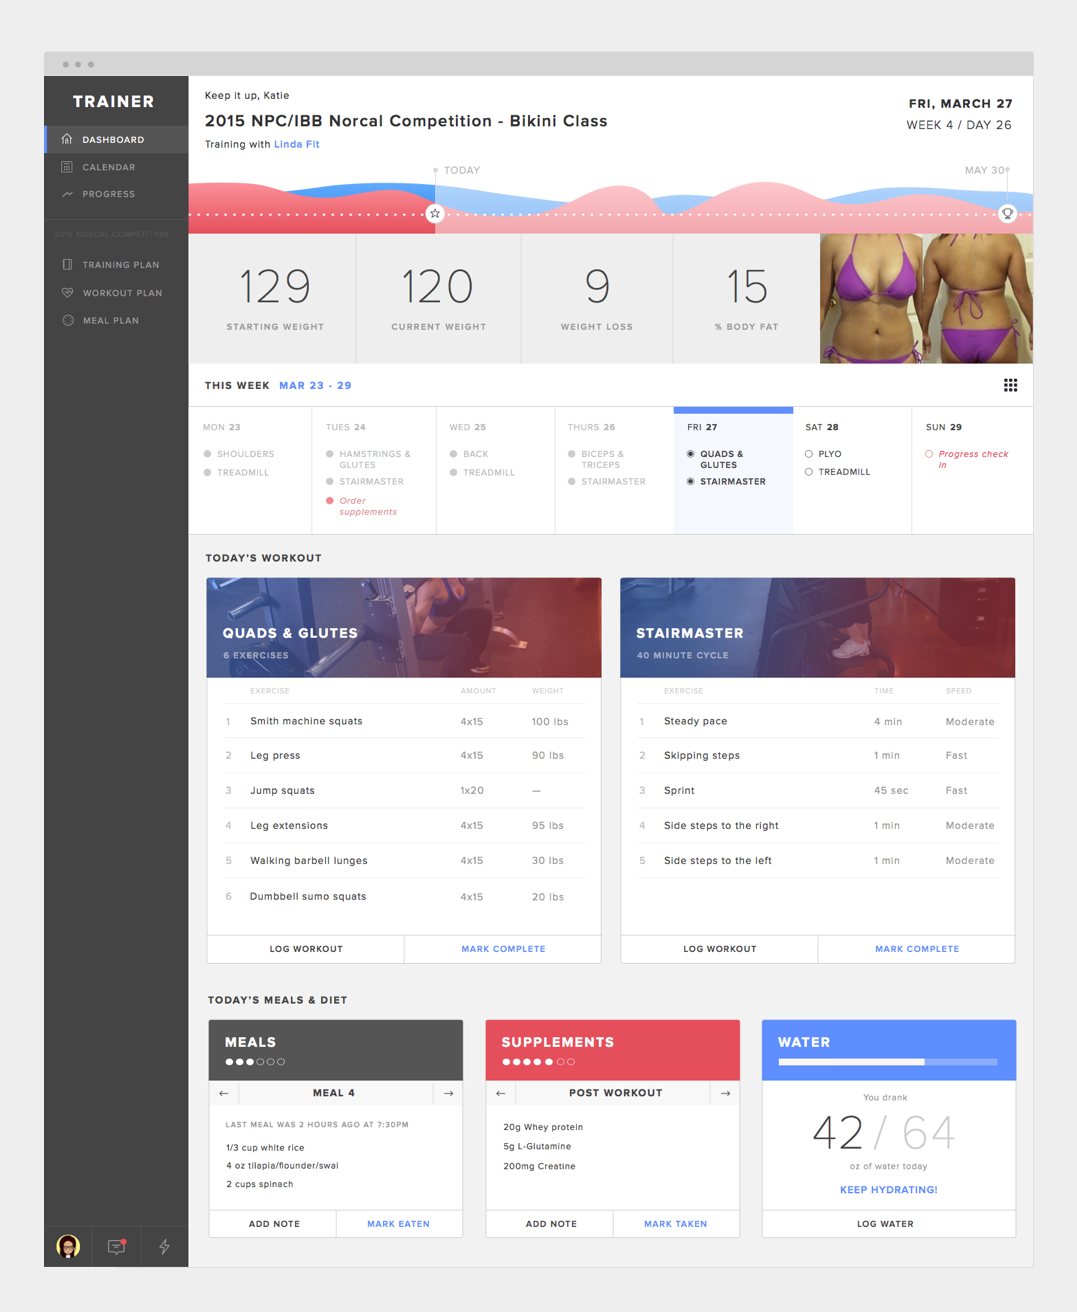 TRAINER
DASHBOARD
CALENDAR
PROGRESS
2015 NORCAL COMPETITION
TRAINING PLAN
WORKOUT PLAN
MEAL PLAN
Keep it up, Katie
2015 NPC/IBB Norcal Competition - Bikini Class
Training with Linda Fit
FRI, MARCH 27
WEEK 4 / DAY 26
TODAY
MAY 30
129
STARTING WEIGHT
120
CURRENT WEIGHT
9
WEIGHT LOSS
15
% BODY FAT
THIS WEEK MAR 23 - 29
MON 23
SHOULDERS
TREADMILL
TUES 24
HAMSTRINGS &
GLUTES
STAIRMASTER
Order
supplements
WED 25
BACK
TREADMILL
THURS 26
BICEPS &
TRICEPS
STAIRMASTER
FRI 27
QUADS &
GLUTES
STAIRMASTER
SAT 28
PLYO
TREADMILL
SUN 29
Progress check
in
TODAY'S WORKOUT
QUADS & GLUTES
6 EXERCISES
EXERCISE AMOUNT WEIGHT
1 Smith machine squats 4x15 100 lbs
2 Leg press 4x15 90 lbs
3 Jump squats 1x20 —
4 Leg extensions 4x15 95 lbs
5 Walking barbell lunges 4x15 30 lbs
6 Dumbbell sumo squats 4x15 20 lbs
LOG WORKOUT MARK COMPLETE
STAIRMASTER
40 MINUTE CYCLE
EXERCISE TIME SPEED
1 Steady pace 4 min Moderate
2 Skipping steps 1 min Fast
3 Sprint 45 sec Fast
4 Side steps to the right 1 min Moderate
5 Side steps to the left 1 min Moderate
LOG WORKOUT MARK COMPLETE
TODAY'S MEALS & DIET
MEALS
← MEAL 4 →
LAST MEAL WAS 2 HOURS AGO AT 7:30PM
1/3 cup white rice
4 oz tilapia/flounder/swai
2 cups spinach
ADD NOTE MARK EATEN
SUPPLEMENTS
← POST WORKOUT →
20g Whey protein
5g L-Glutamine
200mg Creatine
ADD NOTE MARK TAKEN
WATER
You drank
42 / 64
oz of water today
KEEP HYDRATING!
LOG WATER